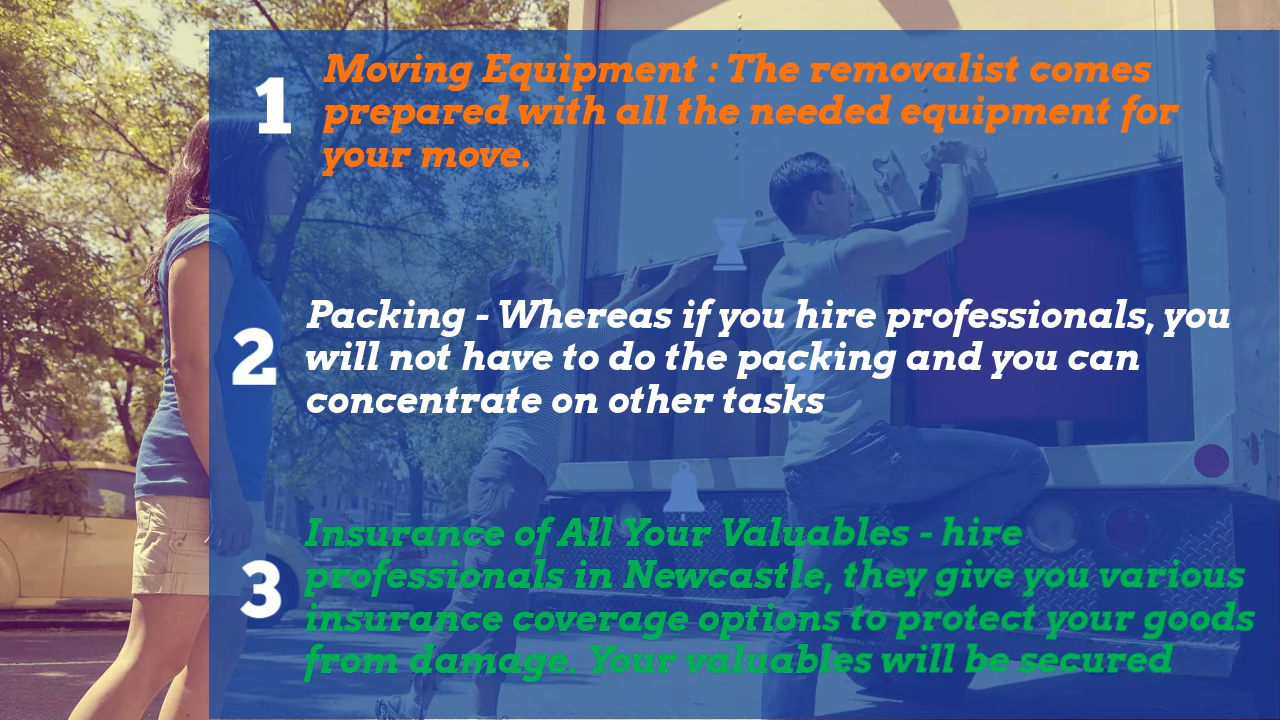 1
Moving Equipment : The removalist comes
prepared with all the needed equipment for
your move.
2
Packing - Whereas if you hire professionals, you
will not have to do the packing and you can
concentrate on other tasks
3
Insurance of All Your Valuables - hire
professionals in Newcastle, they give you various
insurance coverage options to protect your goods
from damage. Your valuables will be secured